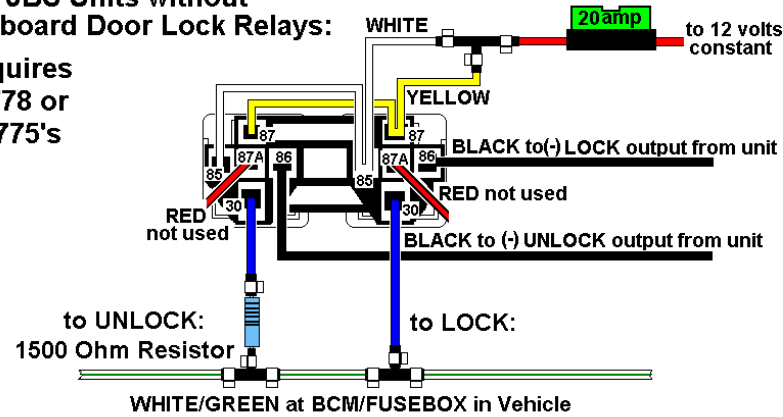 board Door Lock Relays:
quires
78 or
775's
WHITE
20amp
to 12 volts
constant
YELLOW
87
87
87A
86
87A
86
BLACK to(-) LOCK output from unit
85
85
RED not used
30
30
RED
not used
BLACK to (-) UNLOCK output from unit
to UNLOCK:
1500 Ohm Resistor
to LOCK:
WHITE/GREEN at BCM/FUSEBOX in Vehicle